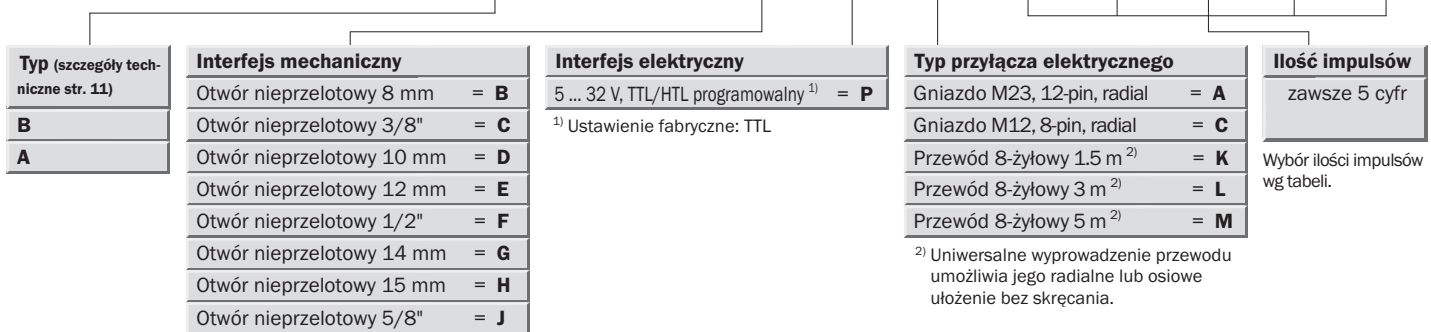 Typ (szczegóły tech-
niczne str. 11)
B
A
Interfejs mechaniczny
Otwór nieprzelotowy 8 mm = B
Otwór nieprzelotowy 3/8" = C
Otwór nieprzelotowy 10 mm = D
Otwór nieprzelotowy 12 mm = E
Otwór nieprzelotowy 1/2" = F
Otwór nieprzelotowy 14 mm = G
Otwór nieprzelotowy 15 mm = H
Otwór nieprzelotowy 5/8" = J
Interfejs elektryczny
5 ... 32 V, TTL/HTL programowalny 1) = P
1) Ustawienie fabryczne: TTL
Typ przyłącza elektrycznego
Gniazdo M23, 12-pin, radial = A
Gniazdo M12, 8-pin, radial = C
Przewód 8-żyłowy 1.5 m 2) = K
Przewód 8-żyłowy 3 m 2) = L
Przewód 8-żyłowy 5 m 2) = M
2) Uniwersalne wyprowadzenie przewodu
umożliwia jego radialne lub osiowe
ułożenie bez skręcania.
Ilość impulsów
zawsze 5 cyfr
Wybór ilości impulsów
wg tabeli.